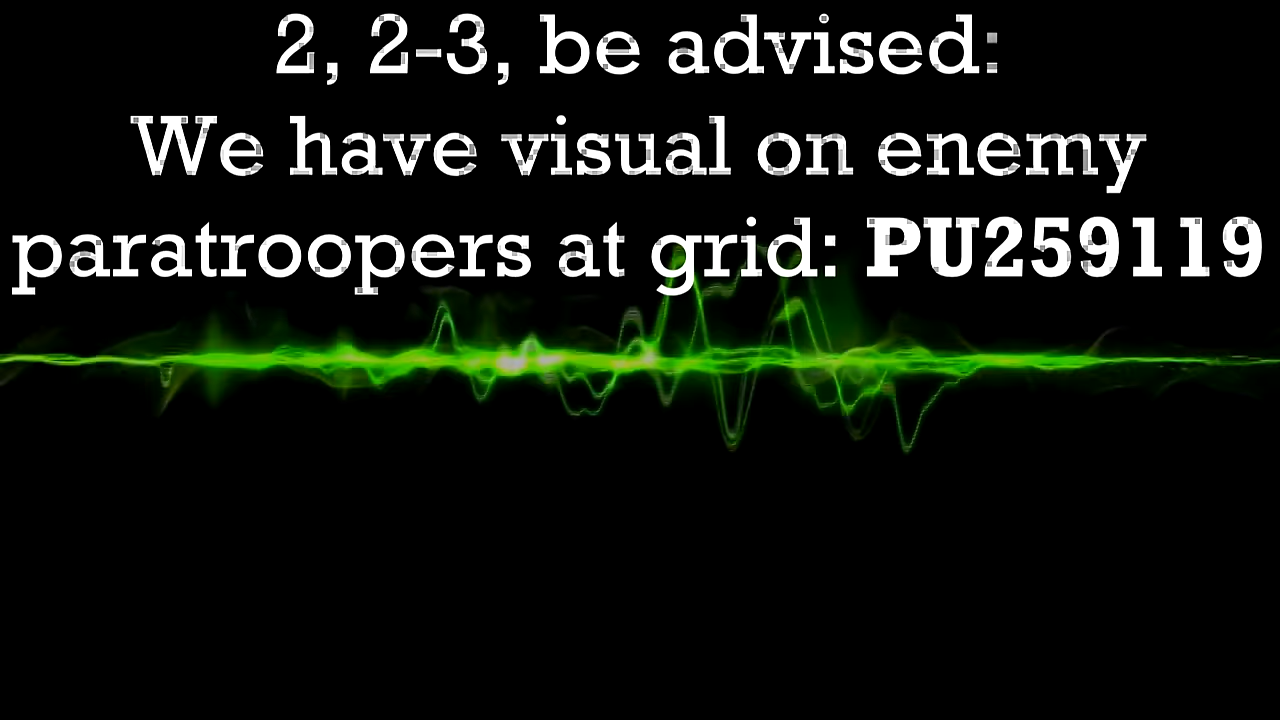 2, 2-3, be advised:
We have visual on enemy
paratroopers at grid: PU259119